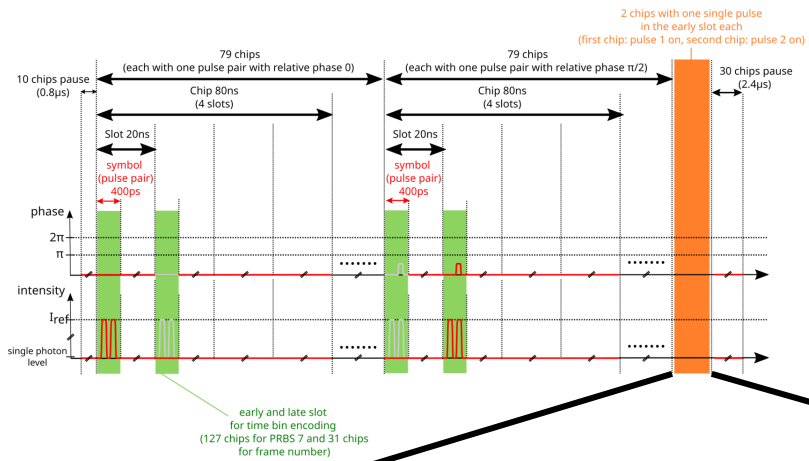 2 chips with one single pulse
in the early slot each
(first chip: pulse 1 on, second chip: pulse 2 on)
79 chips
(each with one pulse pair with relative phase 0)
79 chips
(each with one pulse pair with relative phase π/2)
10 chips pause
(0.8µs)
30 chips pause
(2.4µs)
Chip 80ns
(4 slots)
Chip 80ns
(4 slots)
Slot 20ns
Slot 20ns
symbol
(pulse pair)
400ps
symbol
(pulse pair)
400ps
phase
2π
π
intensity
Iref
single photon
level
early and late slot
for time bin encoding
(127 chips for PRBS 7 and 31 chips
for frame number)